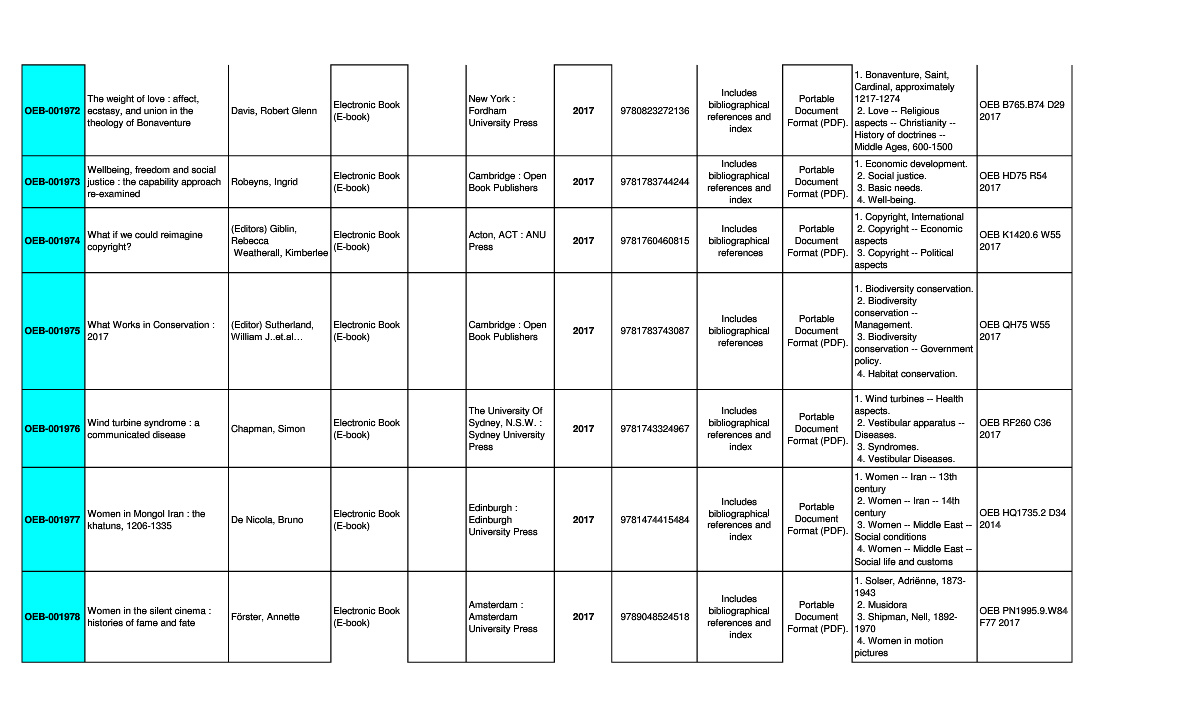 OEB-001972
The weight of love : affect,
ecstasy, and union in the
theology of Bonaventure
Davis, Robert Glenn
Electronic Book
(E-book)
New York :
Fordham
University Press
2017
9780823272136
Includes
bibliographical
references and
index
Portable
Document
Format (PDF).
1. Bonaventure, Saint,
Cardinal, approximately
1217-1274
2. Love -- Religious
aspects -- Christianity --
History of doctrines --
Middle Ages, 600-1500
OEB B765.B74 D29
2017
OEB-001973
Wellbeing, freedom and social
justice : the capability approach
re-examined
Robeyns, Ingrid
Electronic Book
(E-book)
Cambridge : Open
Book Publishers
2017
9781783744244
Includes
bibliographical
references and
index
Portable
Document
Format (PDF).
1. Economic development.
2. Social justice.
3. Basic needs.
4. Well-being.
OEB HD75 R54
2017
OEB-001974
What if we could reimagine
copyright?
(Editors) Giblin,
Rebecca
Weatherall, Kimberlee
Electronic Book
(E-book)
Acton, ACT : ANU
Press
2017
9781760460815
Includes
bibliographical
references
Portable
Document
Format (PDF).
1. Copyright, International
2. Copyright -- Economic
aspects
3. Copyright -- Political
aspects
OEB K1420.6 W55
2017
OEB-001975
What Works in Conservation :
2017
(Editor) Sutherland,
William J..et.al...
Electronic Book
(E-book)
Cambridge : Open
Book Publishers
2017
9781783743087
Includes
bibliographical
references
Portable
Document
Format (PDF).
1. Biodiversity conservation.
2. Biodiversity
conservation --
Management.
3. Biodiversity
conservation -- Government
policy.
4. Habitat conservation.
OEB QH75 W55
2017
OEB-001976
Wind turbine syndrome : a
communicated disease
Chapman, Simon
Electronic Book
(E-book)
The University Of
Sydney, N.S.W. :
Sydney University
Press
2017
9781743324967
Includes
bibliographical
references and
index
Portable
Document
Format (PDF).
1. Wind turbines -- Health
aspects.
2. Vestibular apparatus --
Diseases.
3. Syndromes.
4. Vestibular Diseases.
OEB RF260 C36
2017
OEB-001977
Women in Mongol Iran : the
khatuns, 1206-1335
De Nicola, Bruno
Electronic Book
(E-book)
Edinburgh :
Edinburgh
University Press
2017
9781474415484
Includes
bibliographical
references and
index
Portable
Document
Format (PDF).
1. Women -- Iran -- 13th
century
2. Women -- Iran -- 14th
century
3. Women -- Middle East --
Social conditions
4. Women -- Middle East --
Social life and customs
OEB HQ1735.2 D34
2014
OEB-001978
Women in the silent cinema :
histories of fame and fate
Förster, Annette
Electronic Book
(E-book)
Amsterdam :
Amsterdam
University Press
2017
9789048524518
Includes
bibliographical
references and
index
Portable
Document
Format (PDF).
1. Solser, Adriënne, 1873-
1943
2. Musidora
3. Shipman, Nell, 1892-
1970
4. Women in motion
pictures
OEB PN1995.9.W84
F77 2017